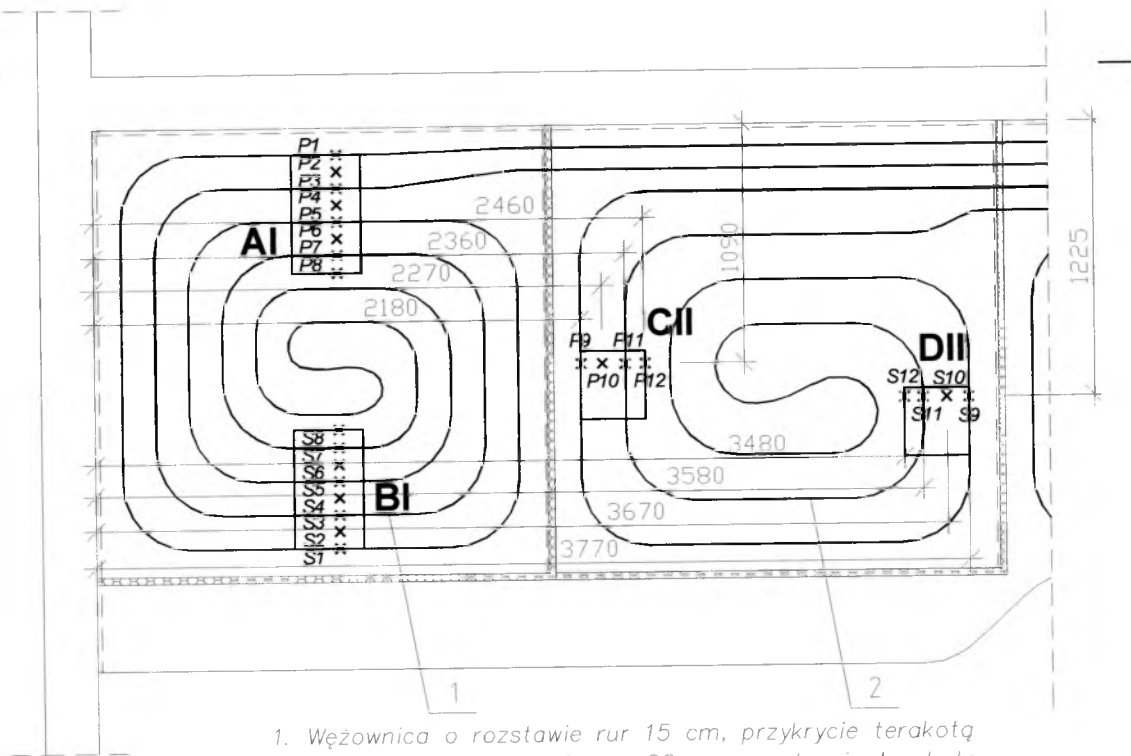 P1
P2
P3
P4
P5
P6
P7
P8
AI
2460
2360
2270
2180
1090
1225
CII
P9
P11
P10
P12
DII
S12
S10
S11
S9
S8
S7
S6
S5
S4
S3
S2
S1
BI
3480
3580
3670
3770
1
2
1. Wężownica o rozstawie rur 15 cm, przykrycie terakotą